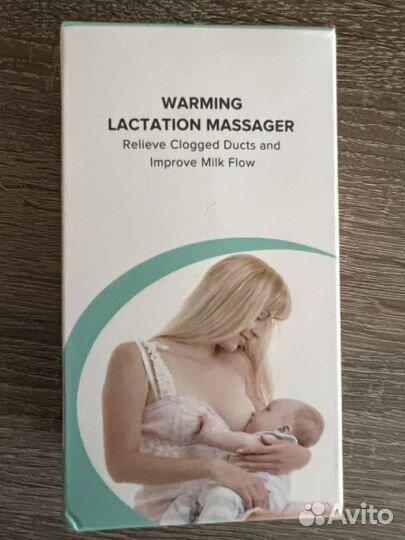 WARMING
LACTATION MASSAGER
Relieve Clogged Ducts and
Improve Milk Flow
Avito